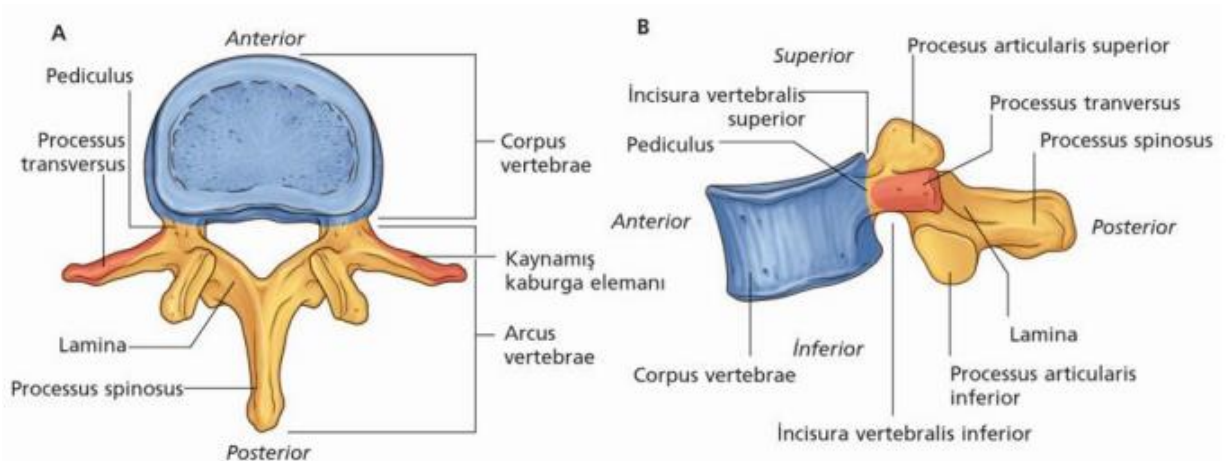 A
Anterior
Pediculus
Processus
transversus
Corpus
vertebrae
Kaynamış
kaburga elemanı
Lamina
Arcus
vertebrae
Processus spinosus
Posterior
B
Superior
Procesus articularis superior
İncisura vertebralis
superior
Processus tranversus
Pediculus
Processus spinosus
Anterior
Posterior
Lamina
İnferior
Corpus vertebrae
Processus articularis
inferior
İncisura vertebralis inferior